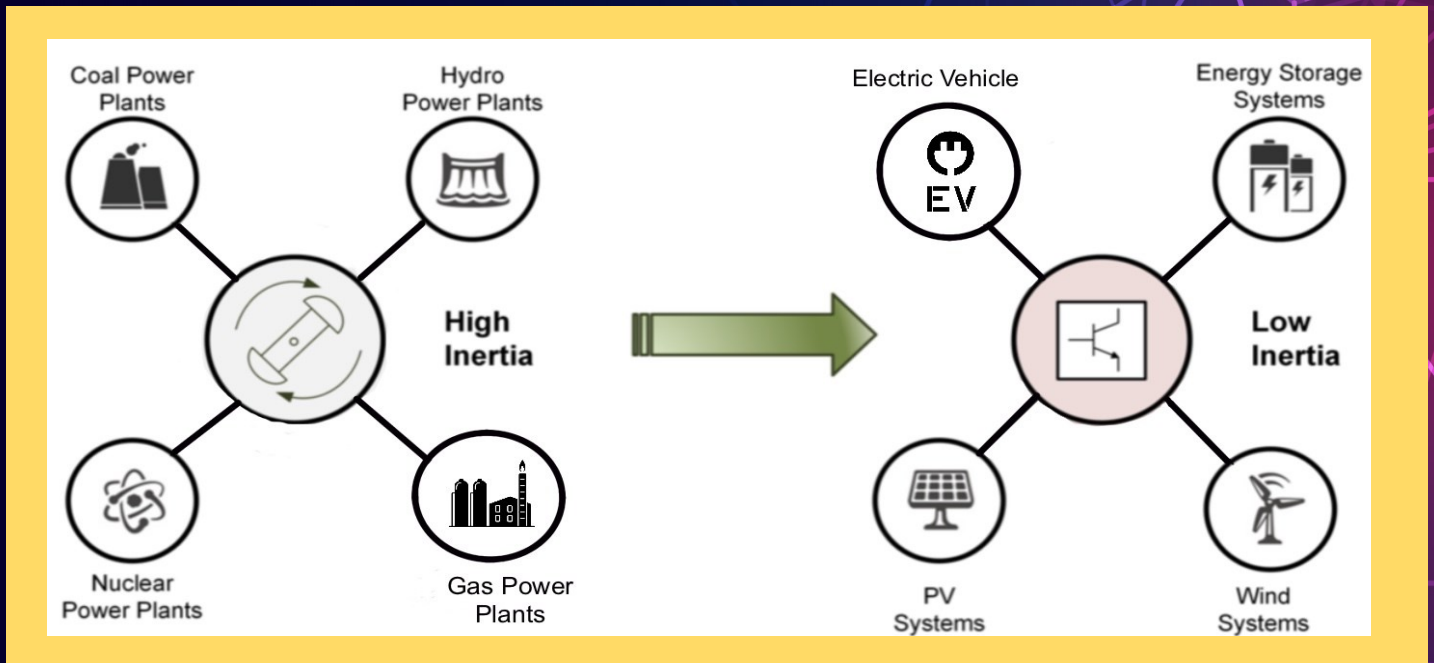 Coal Power
Plants
Hydro
Power Plants
High
Inertia
Nuclear
Power Plants
Gas Power
Plants
Electric Vehicle
EV
Energy Storage
Systems
Low
Inertia
PV
Systems
Wind
Systems